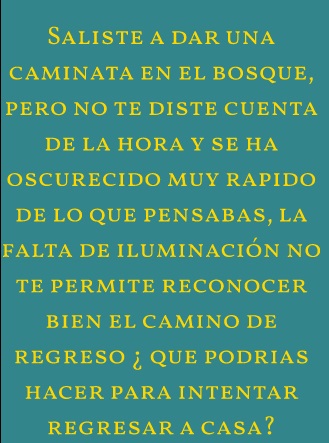 Saliste a dar una
caminata en el bosque,
pero no te diste cuenta
de la hora y se ha
oscurecido muy rapido
de lo que pensabas, la
falta de iluminación no
te permite reconocer
bien el camino de
regreso ¿ que podrias
hacer para intentar
regresar a casa?